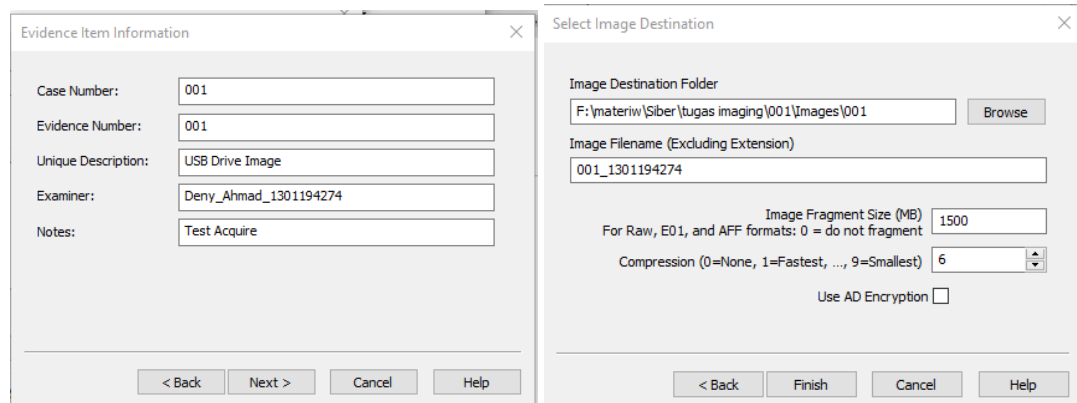 Evidence Item Information
Case Number: 001
Evidence Number: 001
Unique Description: USB Drive Image
Examiner: Deny_Ahmad_1301194274
Notes: Test Acquire
< Back Next > Cancel Help
Select Image Destination
Image Destination Folder
F:\materiw\Siber\tugas imaging\001\Images\001 Browse
Image Filename (Excluding Extension)
001_1301194274
Image Fragment Size (MB) 1500
For Raw, E01, and AFF formats: 0 = do not fragment
Compression (0=None, 1=Fastest, ..., 9=Smallest) 6
Use AD Encryption
< Back Finish Cancel Help